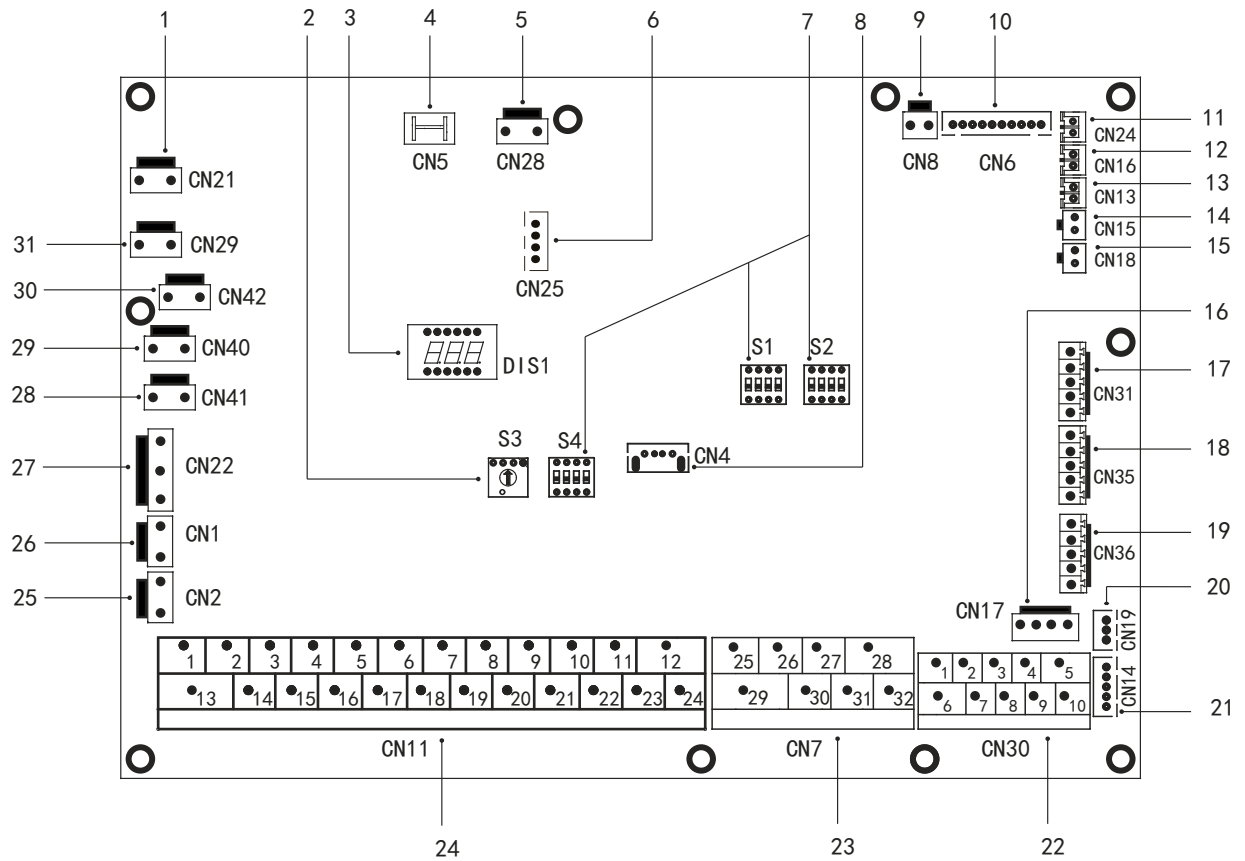 1 2 3 4 5 6 7 8 9 10
CN5 CN28 CN8 CN6 CN24 11
CN21 CN16 12
CN13 13
CN15 14
31 CN29 CN25 CN18 15
30 CN42 16
29 CN40 3 DIS1 S1 S2 17
28 CN41 CN31
27 CN22 S3 S4 CN4 CN35 18
26 CN1 CN36 19
25 CN2 CN17 CN19 20
1 2 3 4 5 6 7 8 9 10 11 12 25 26 27 28 1 2 3 4 5
13 14 15 16 17 18 19 20 21 22 23 24 29 30 31 32 6 7 8 9 10 CN14 21
CN11 CN7 CN30
24 23 22